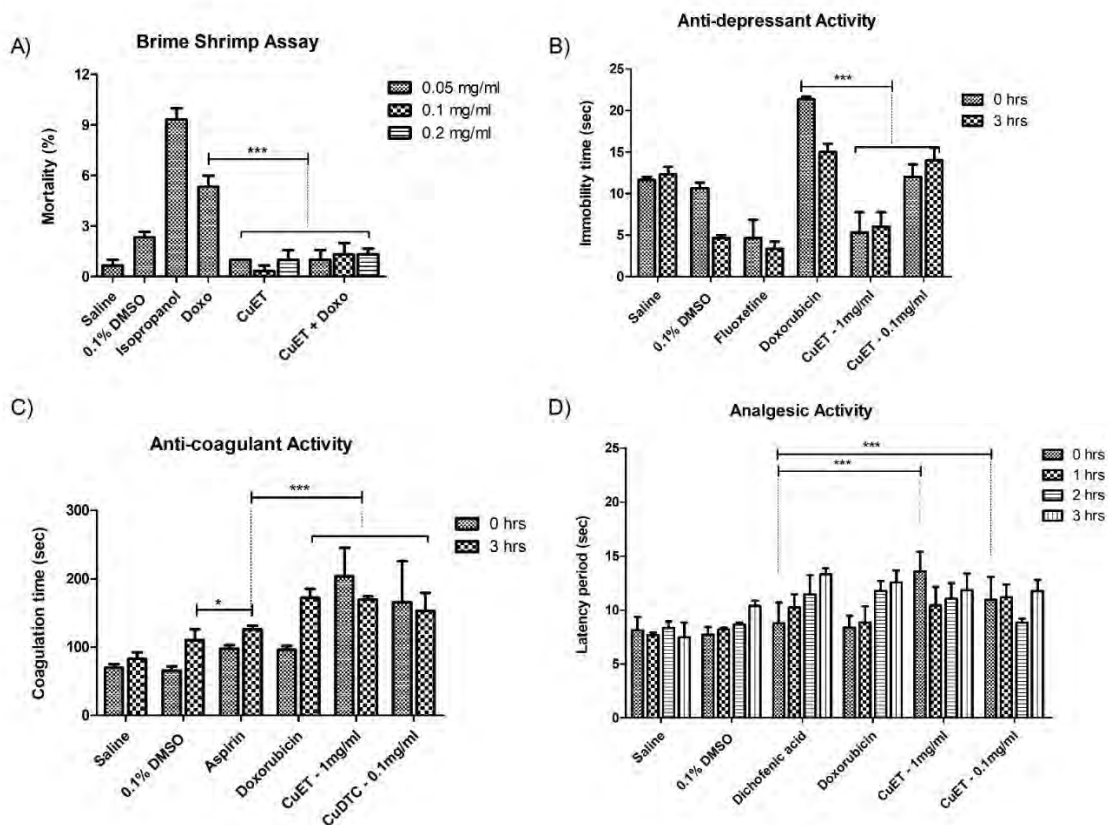 A)
Brime Shrimp Assay
Mortality (%)
12
9
6
3
0
***
0.05 mg/ml
0.1 mg/ml
0.2 mg/ml
Saline
0.1% DMSO
Isopropanol
Doxo
CuET
CuET + Doxo
B)
Anti-depressant Activity
Immobility time (sec)
25
20
15
10
5
0
***
0 hrs
3 hrs
Saline
0.1% DMSO
Fluoxetine
Doxorubicin
CuET - 1mg/ml
CuET - 0.1mg/ml
C)
Anti-coagulant Activity
Coagulation time (sec)
300
200
100
0
*
***
0 hrs
3 hrs
Saline
0.1% DMSO
Aspirin
Doxorubicin
CuET - 1mg/ml
CuDTC - 0.1mg/ml
D)
Analgesic Activity
Latency period (sec)
25
20
15
10
5
0
***
***
0 hrs
1 hrs
2 hrs
3 hrs
Saline
0.1% DMSO
Dichofenic acid
Doxorubicin
CuET - 1mg/ml
CuET - 0.1mg/ml